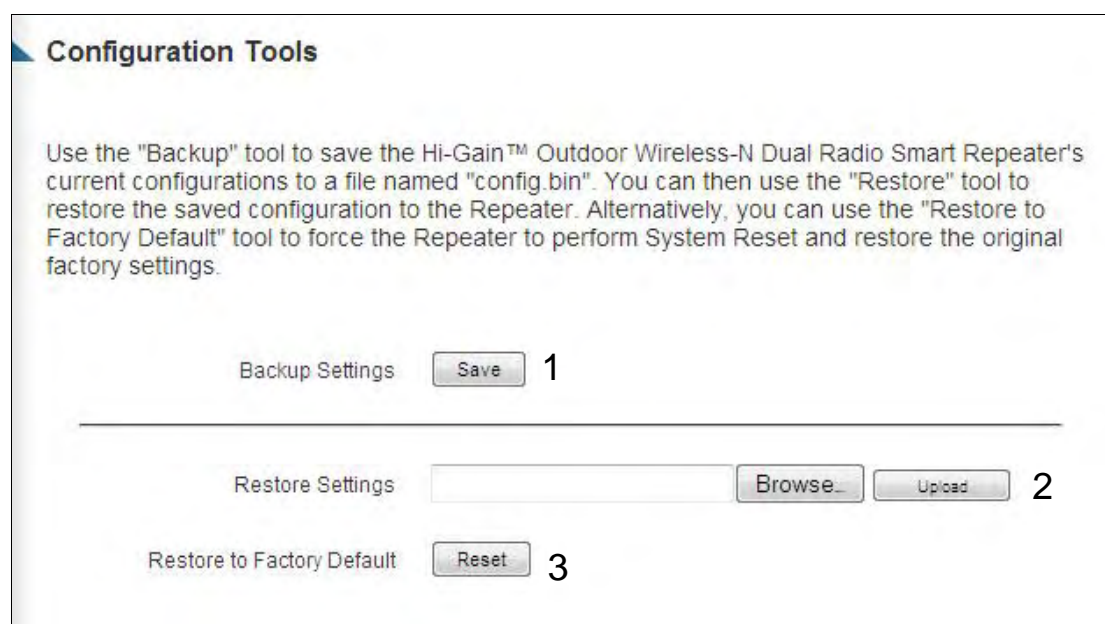 Configuration Tools
Use the "Backup" tool to save the Hi-Gain™ Outdoor Wireless-N Dual Radio Smart Repeater's
current configurations to a file named "config.bin". You can then use the "Restore" tool to
restore the saved configuration to the Repeater. Alternatively, you can use the "Restore to
Factory Default" tool to force the Repeater to perform System Reset and restore the original
factory settings.
Backup Settings Save 1
Restore Settings Browse... Upload 2
Restore to Factory Default Reset 3